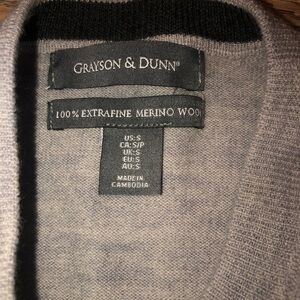 GRAYSON & DUNN®
100% EXTRAFINE MERINO WOO
US:S
CA:S/P
UK:S
EU:S
AU:S
MADE IN
CAMBODIA